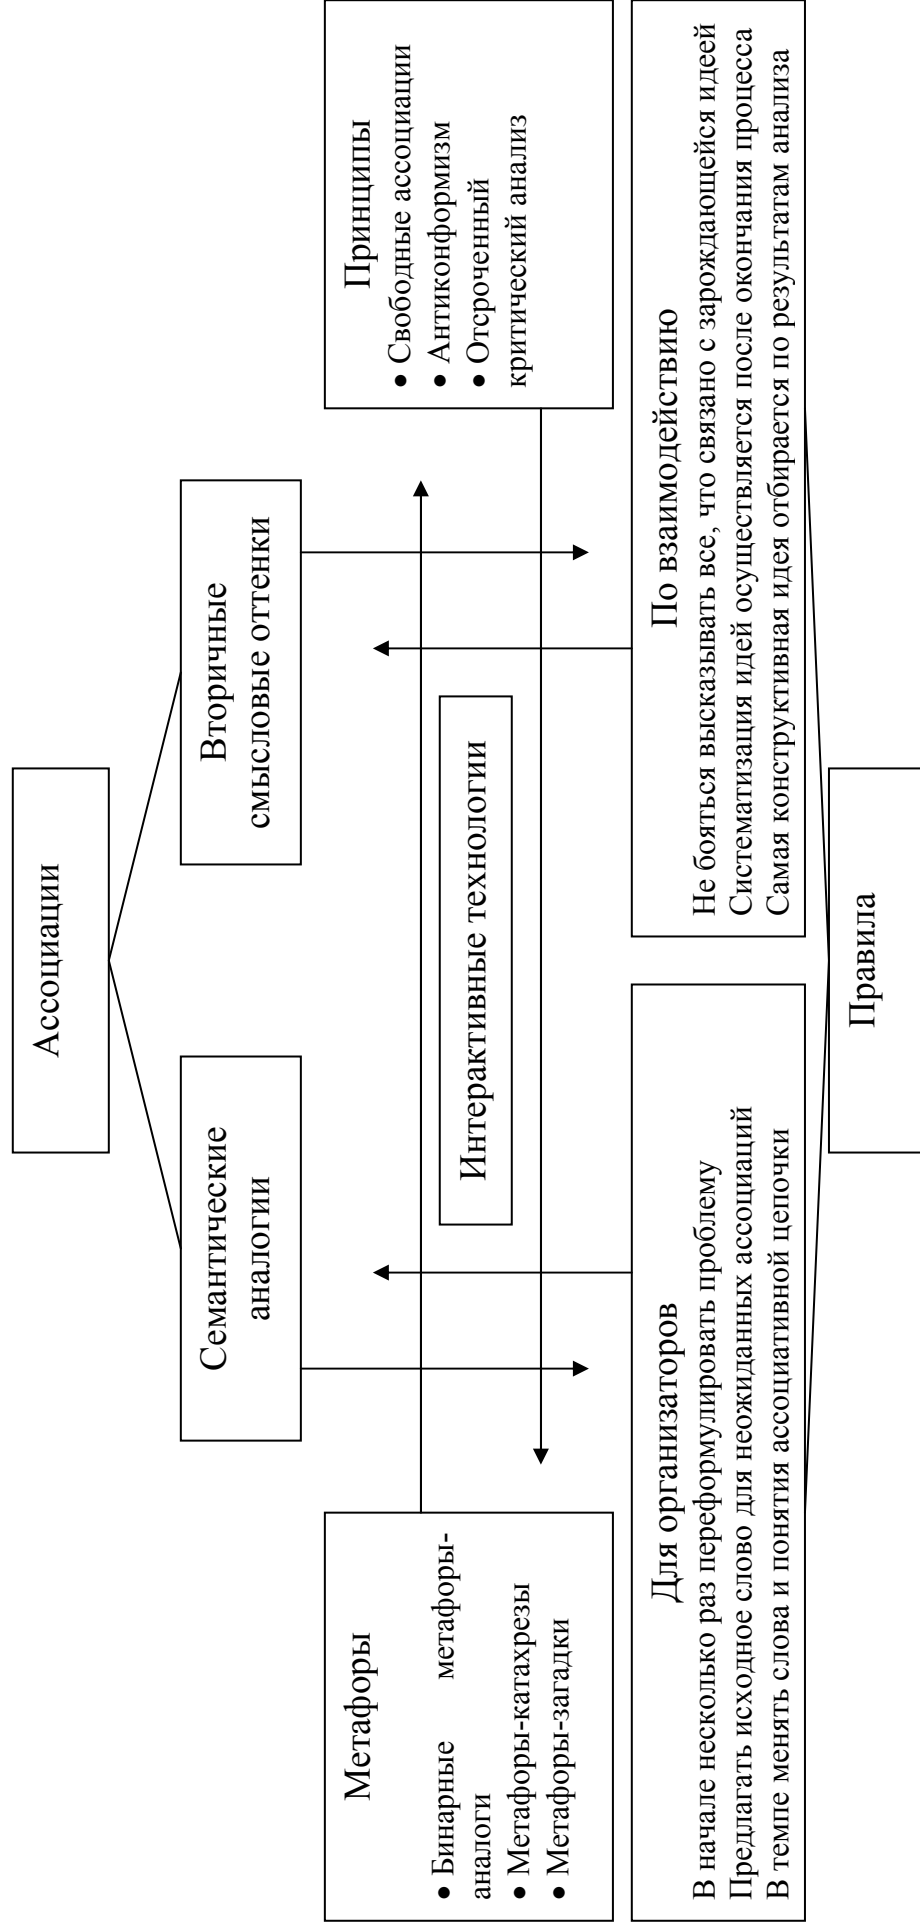 Ассоциации
Семантические
аналогии
Вторичные
смысловые оттенки
Метафоры
● Бинарные метафоры-
аналоги
● Метафоры-катахрезы
● Метафоры-загадки
Интерактивные технологии
Принципы
● Свободные ассоциации
● Антиконформизм
● Отсроченный
критический анализ
Для организаторов
В начале несколько раз переформулировать проблему
Предлагать исходное слово для неожиданных ассоциаций
В темпе менять слова и понятия ассоциативной цепочки
По взаимодействию
Не бояться высказывать все, что связано с зарождающейся идеей
Систематизация идей осуществляется после окончания процесса
Самая конструктивная идея отбирается по результатам анализа
Правила